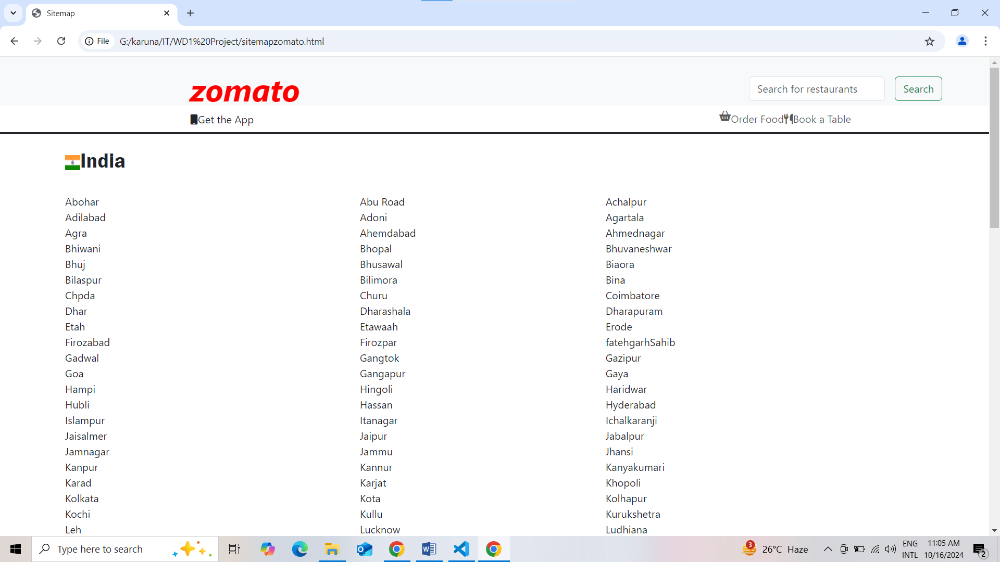 Sitemap
File G:/karuna/IT/WD1%20Project/sitemapzomato.html
zomato
Search for restaurants Search
Get the App Order Food Book a Table
India
Abohar Abu Road Achalpur
Adilabad Adoni Agartala
Agra Ahemdabad Ahmednagar
Bhiwani Bhopal Bhuvaneshwar
Bhuj Bhusawal Biaora
Bilaspur Bilimora Bina
Chpda Churu Coimbatore
Dhar Dharashala Dharapuram
Etah Etawaah Erode
Firozabad Firozpar fatehgarhSahib
Gadwal Gangtok Gazipur
Goa Gangapur Gaya
Hampi Hingoli Haridwar
Hubli Hassan Hyderabad
Islampur Itanagar Ichalkaranji
Jaisalmer Jaipur Jabalpur
Jamnagar Jammu Jhansi
Kanpur Kannur Kanyakumari
Karad Karjat Khopoli
Kolkata Kota Kolhapur
Kochi Kullu Kurukshetra
Leh Lucknow Ludhiana
Type here to search 3 26°C Haze ENG 11:05 AM
INTL 10/16/2024 2